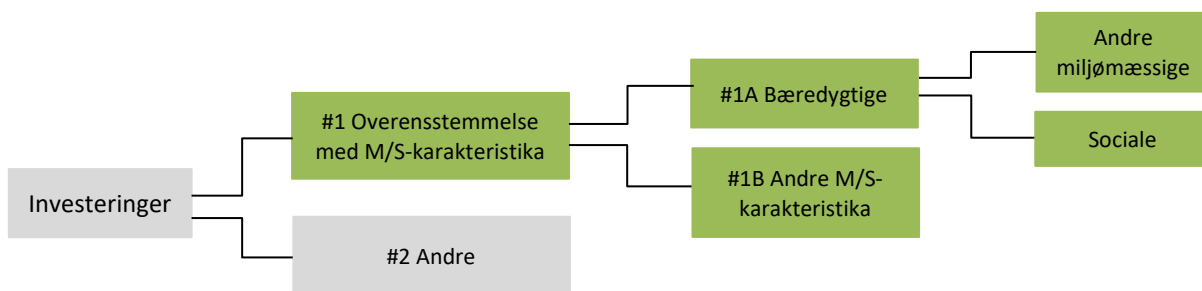 Investeringer
#1 Overensstemmelse
med M/S-karakteristika
#2 Andre
#1A Bæredygtige
#1B Andre M/S-
karakteristika
Andre
miljømæssige
Sociale